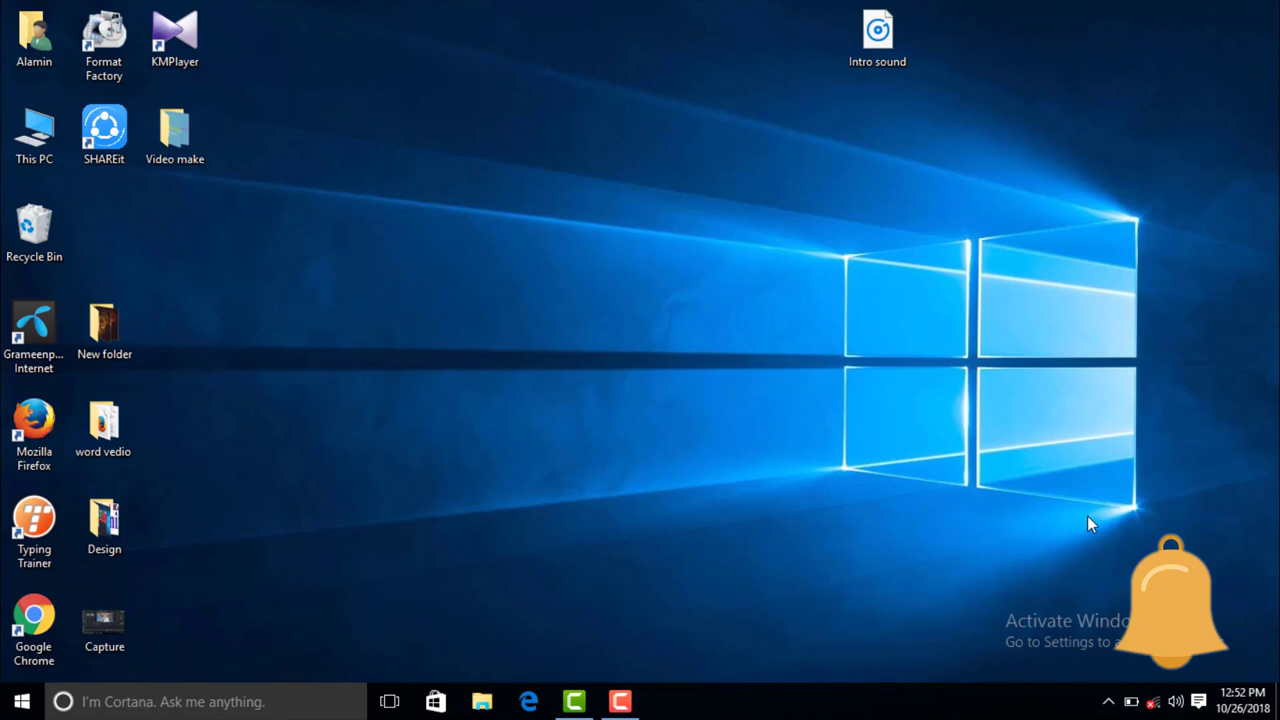 Alamin
Format
Factory
KMPlayer
Intro sound
This PC
SHAREit
Video make
Recycle Bin
Grameenp...
Internet
New folder
Mozilla
Firefox
word vedio
Typing
Trainer
Design
Google
Chrome
Capture
Activate Windo
Go to Settings to a
I'm Cortana. Ask me anything.
12:52 PM
10/26/2018